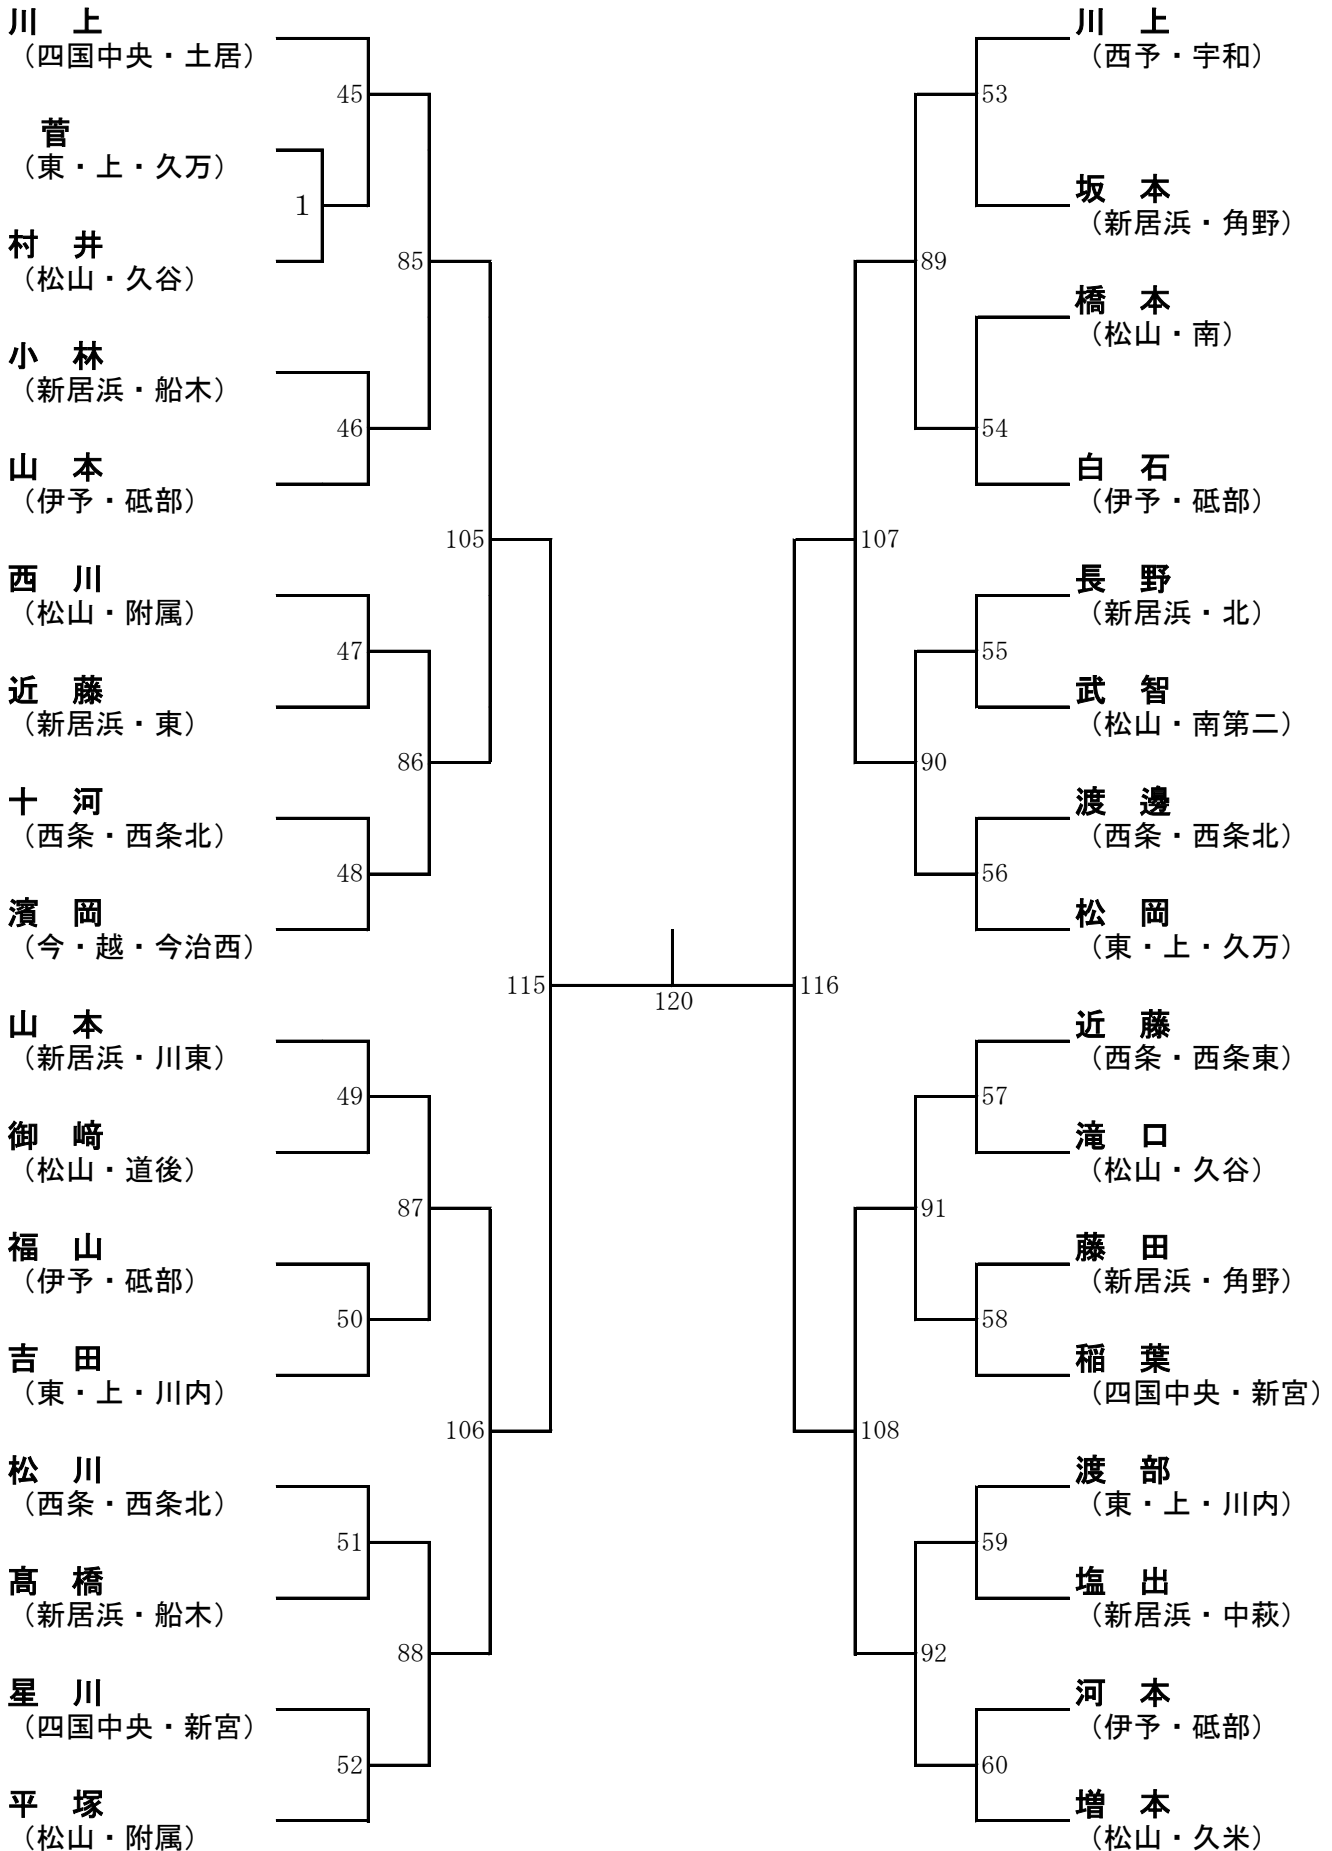 川　上
（四国中央・土居）
45
菅
（東・上・久万）
1
村　井
（松山・久谷）
85
小　林
（新居浜・船木）
46
山　本
（伊予・砥部）
105
西　川
（松山・附属）
47
近　藤
（新居浜・東）
86
十　河
（西条・西条北）
48
濱　岡
（今・越・今治西）
115
山　本
（新居浜・川東）
49
御　﨑
（松山・道後）
87
福　山
（伊予・砥部）
50
吉　田
（東・上・川内）
106
松　川
（西条・西条北）
51
髙　橋
（新居浜・船木）
88
星　川
（四国中央・新宮）
52
平　塚
（松山・附属）
120
川　上
（西予・宇和）
53
坂　本
（新居浜・角野）
89
橋　本
（松山・南）
54
白　石
（伊予・砥部）
107
長　野
（新居浜・北）
55
武　智
（松山・南第二）
90
渡　邊
（西条・西条北）
56
松　岡
（東・上・久万）
116
近　藤
（西条・西条東）
57
滝　口
（松山・久谷）
91
藤　田
（新居浜・角野）
58
稲　葉
（四国中央・新宮）
108
渡　部
（東・上・川内）
59
塩　出
（新居浜・中萩）
92
河　本
（伊予・砥部）
60
増　本
（松山・久米）